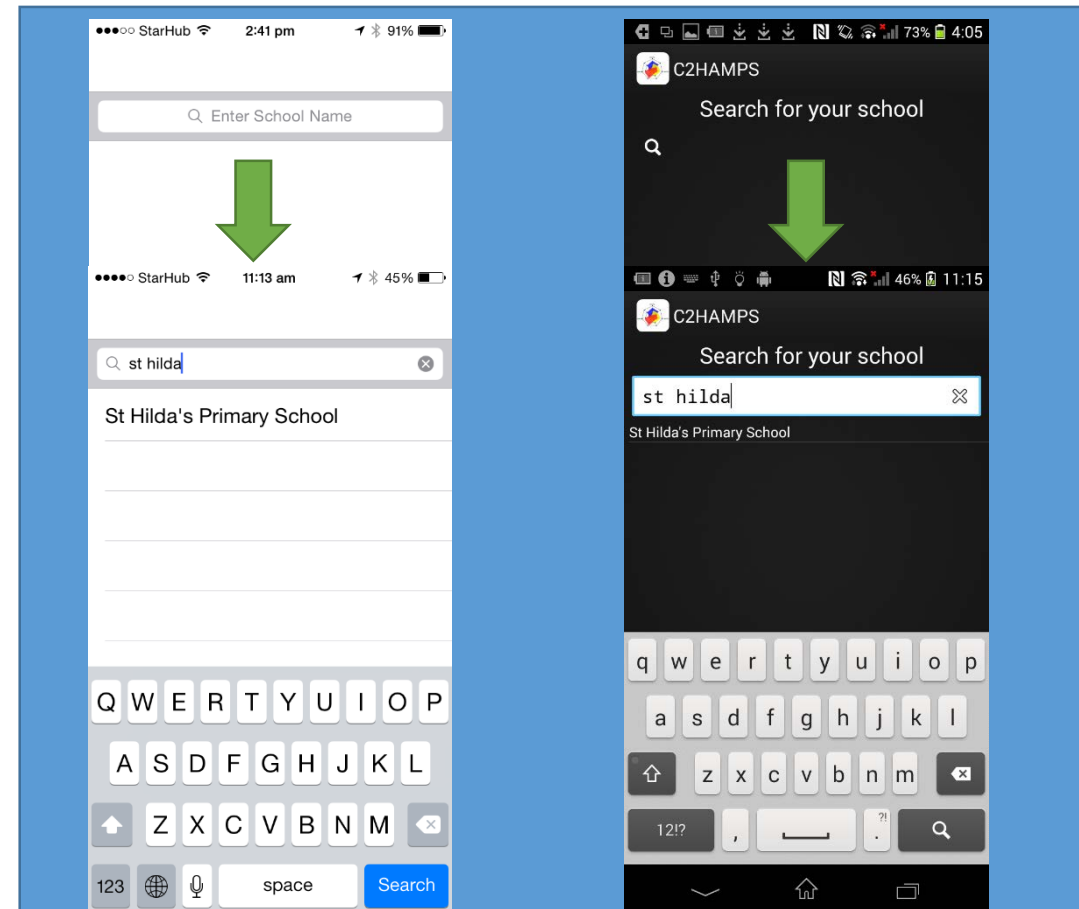 StarHub 2:41 pm 91%
Enter School Name
StarHub 11:13 am 45%
st hilda
St Hilda's Primary School
Q W E R T Y U I O P
A S D F G H J K L
Z X C V B N M
123 space Search
73% 4:05
C2HAMPS
Search for your school
46% 11:15
C2HAMPS
Search for your school
st hilda
St Hilda's Primary School
q w e r t y u i o p
a s d f g h j k l
z x c v b n m
12!? , ?! .